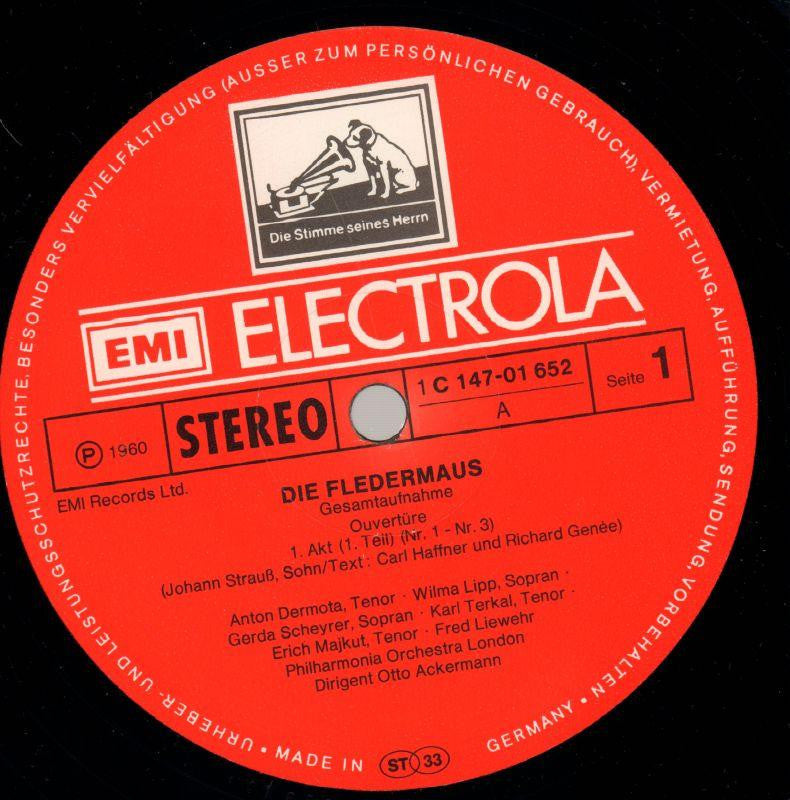 URHEBER- UND LEISTUNGSSCHUTZRECHTE, BESONDERS VERVIELFÄLTIGUNG (AUSSER ZUM PERSÖNLICHEN GEBRAUCH), VERMIETUNG, AUFFÜHRUNG, SENDUNG, VORBEHALTEN •
Die Stimme seines Herrn
EMI ELECTROLA
Ⓟ 1960 STEREO 1 C 147-01 652 Seite 1
A
EMI Records Ltd.
DIE FLEDERMAUS
Gesamtaufnahme
Ouvertüre
1. Akt (1. Teil) (Nr. 1 - Nr. 3)
(Johann Strauß, Sohn/Text: Carl Haffner und Richard Genée)
Anton Dermota, Tenor · Wilma Lipp, Sopran ·
Gerda Scheyrer, Sopran · Karl Terkal, Tenor ·
Erich Majkut, Tenor · Fred Liewehr
Philharmonia Orchestra London
Dirigent Otto Ackermann
• MADE IN ST 33 GERMANY •